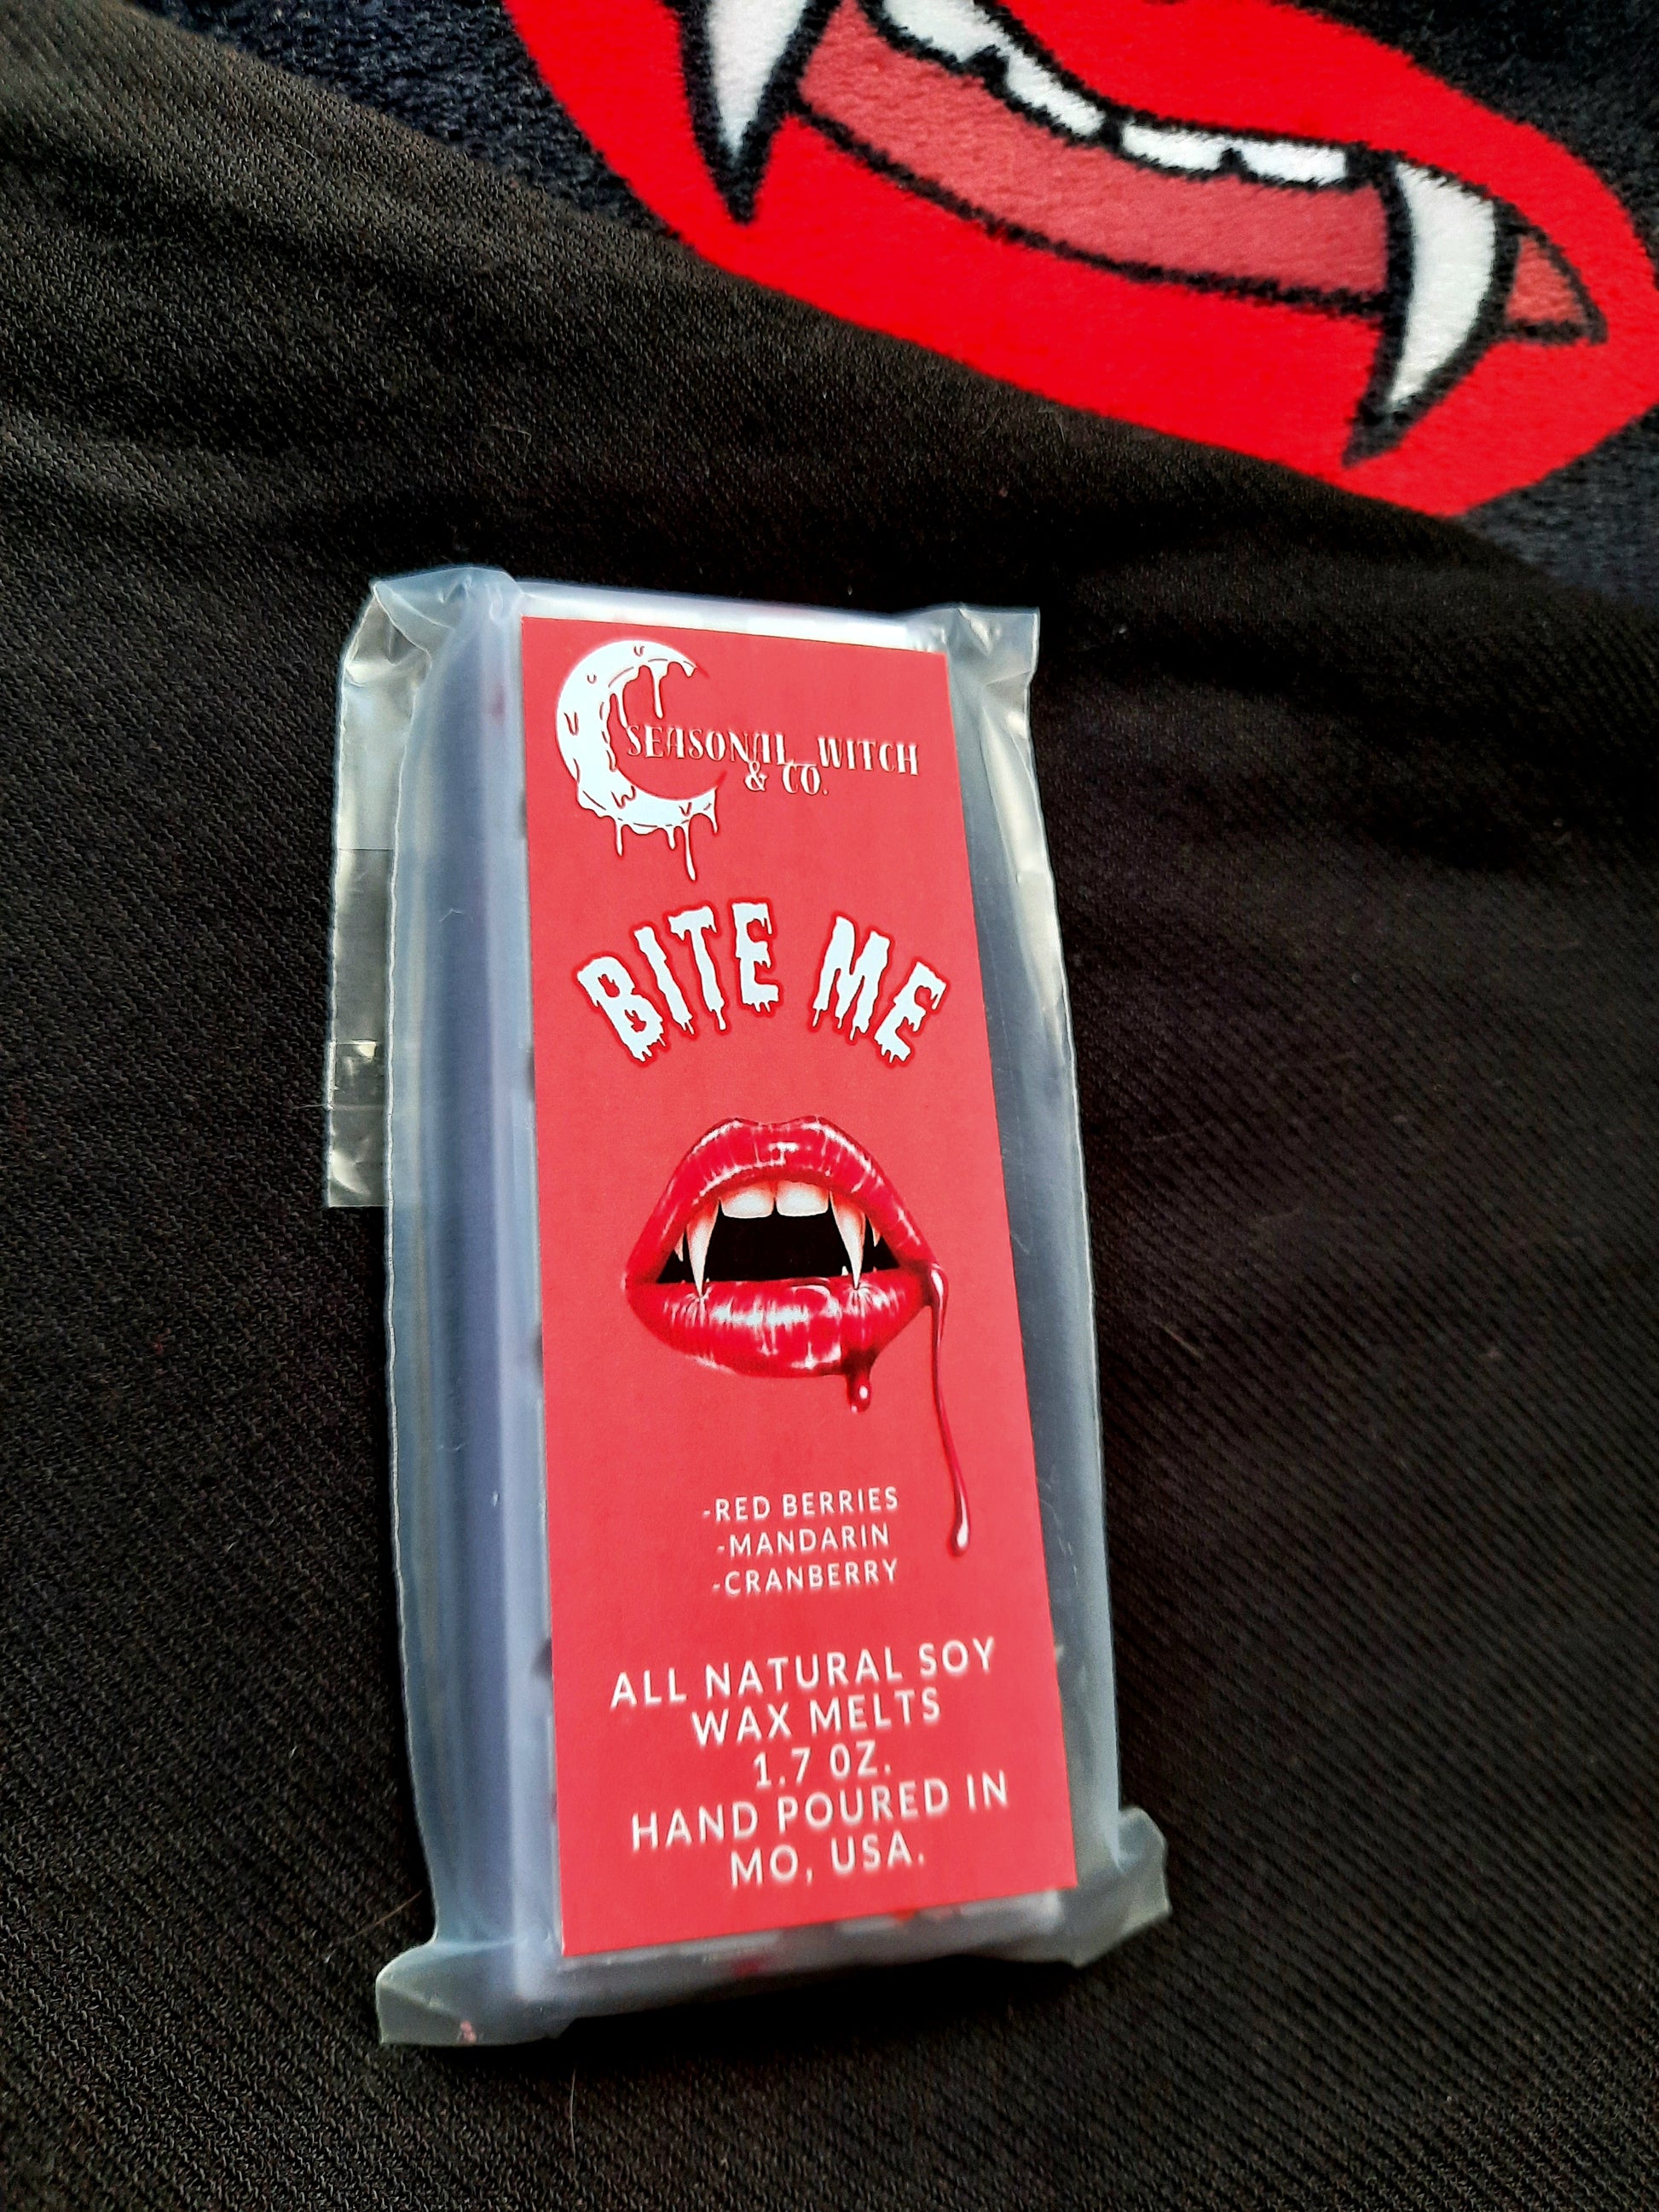 SEASONAL WITCH
& CO.
BITE ME
-RED BERRIES
-MANDARIN
-CRANBERRY
ALL NATURAL SOY
WAX MELTS
1.7 OZ.
HAND POURED IN
MO, USA.